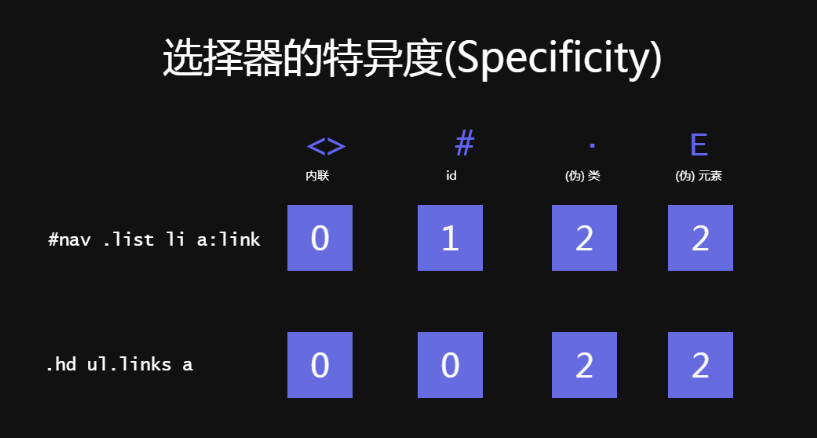 选择器的特异度(Specificity)
<> # . E
内联 id (伪) 类 (伪) 元素
#nav .list li a:link 0 1 2 2
.hd ul.links a 0 0 2 2